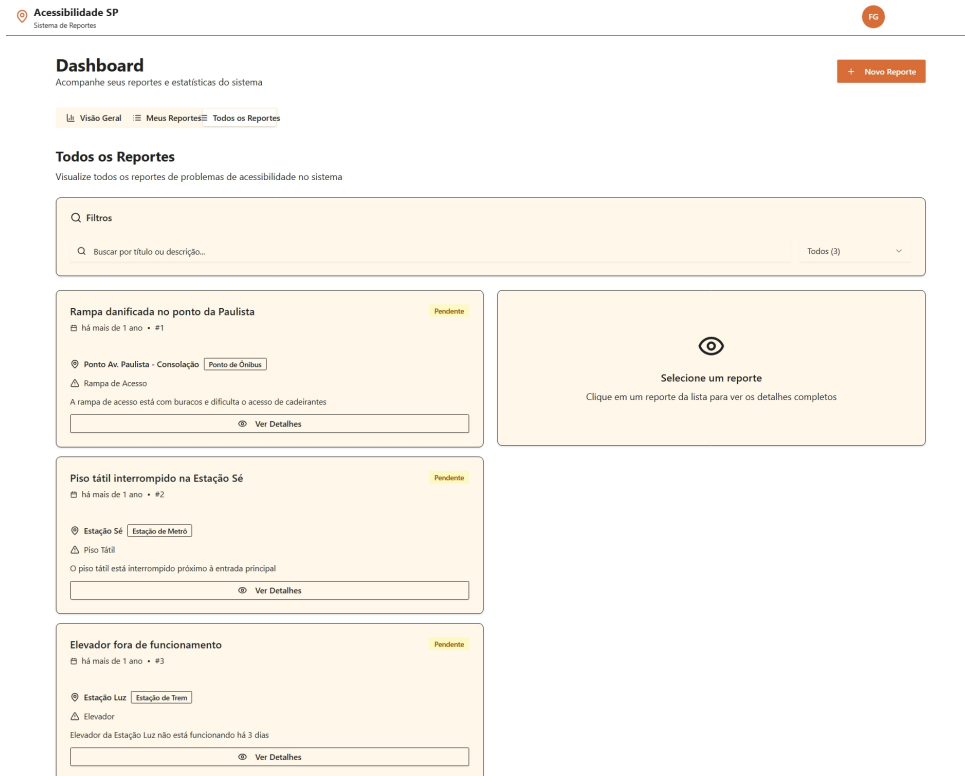 Acessibilidade SP
Sistema de Reportes
FG
Dashboard
Acompanhe seus reportes e estatísticas do sistema
+ Novo Reporte
Visão Geral Meus Reportes Todos os Reportes
Todos os Reportes
Visualize todos os reportes de problemas de acessibilidade no sistema
Filtros
Buscar por título ou descrição... Todos (3)
Rampa danificada no ponto da Paulista Pendente
há mais de 1 ano • #1
Ponto Av. Paulista - Consolação Ponto de Ônibus
Rampa de Acesso
A rampa de acesso está com buracos e dificulta o acesso de cadeirantes
Ver Detalhes
Selecione um reporte
Clique em um reporte da lista para ver os detalhes completos
Piso tátil interrompido na Estação Sé Pendente
há mais de 1 ano • #2
Estação Sé Estação de Metrô
Piso Tátil
O piso tátil está interrompido próximo à entrada principal
Ver Detalhes
Elevador fora de funcionamento Pendente
há mais de 1 ano • #3
Estação Luz Estação de Trem
Elevador
Elevador da Estação Luz não está funcionando há 3 dias
Ver Detalhes